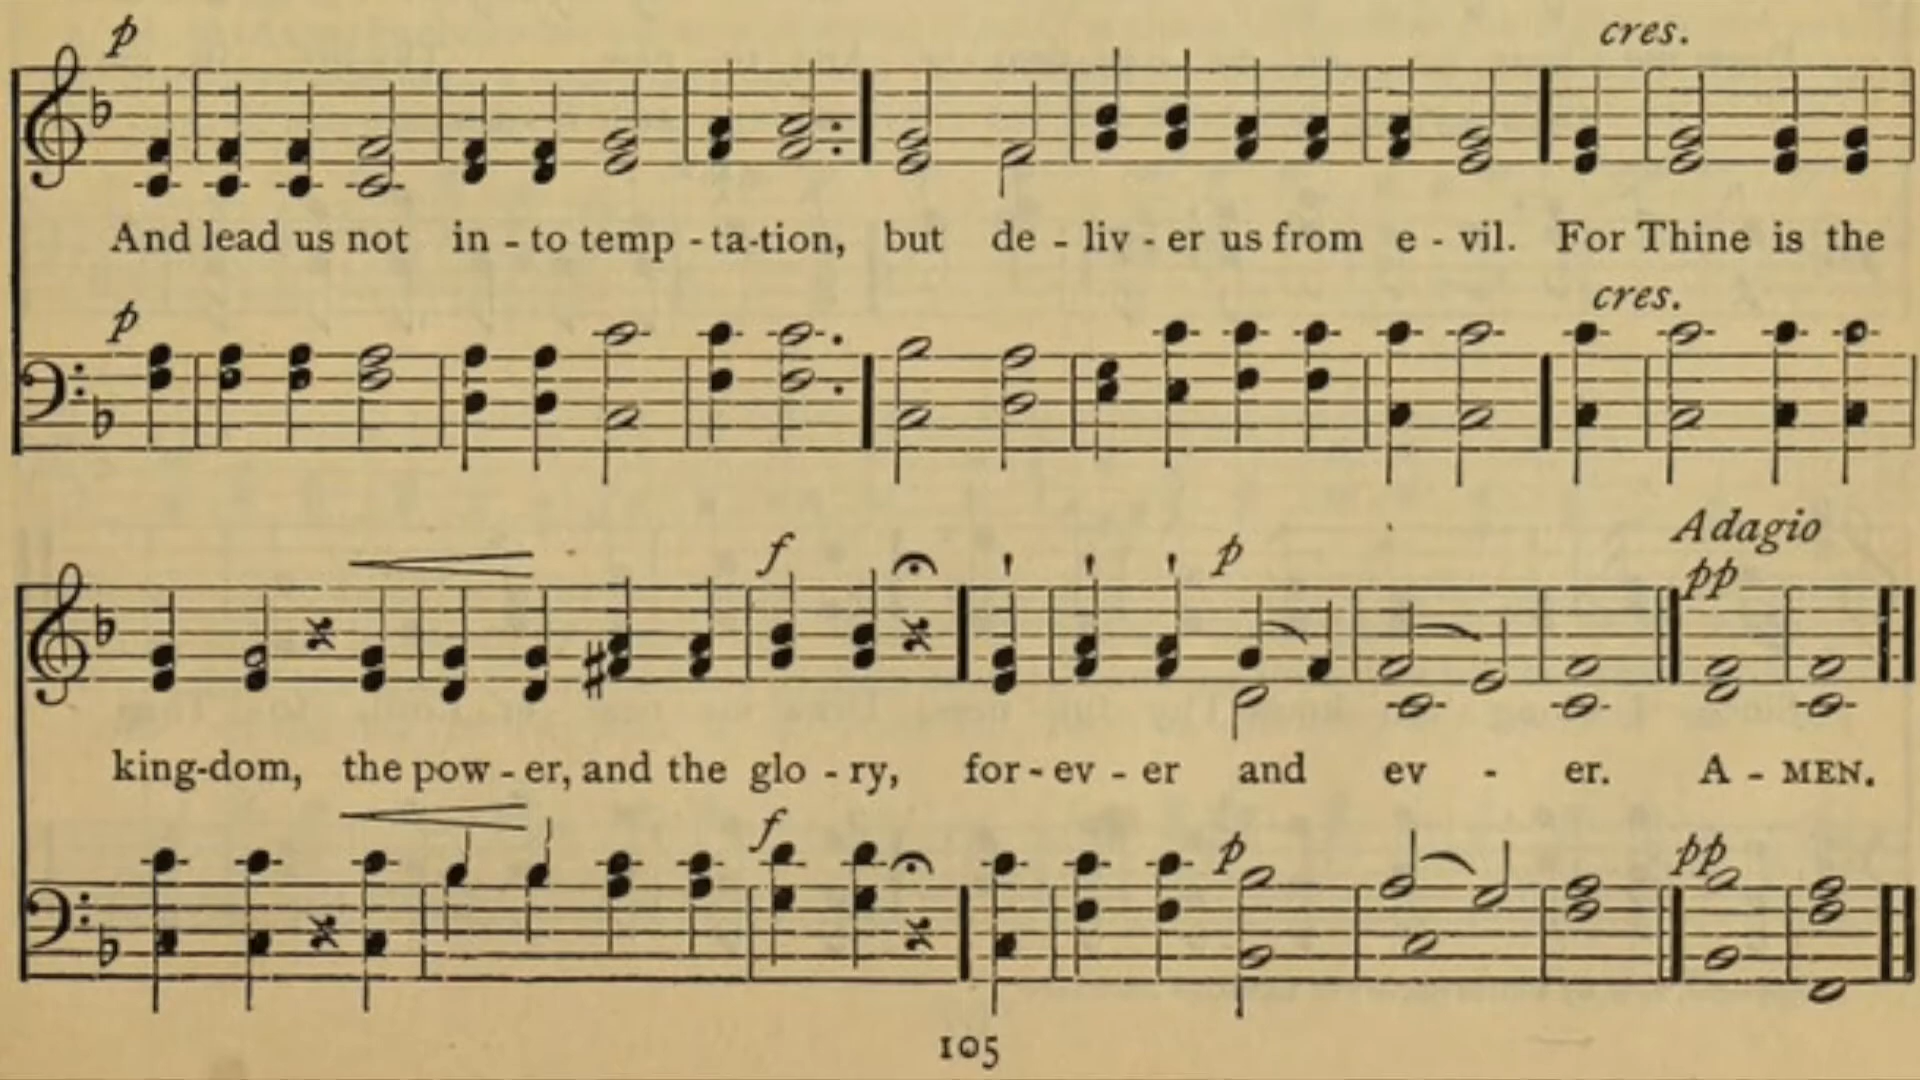 p cres.
And lead us not in - to temp - ta-tion, but de - liv - er us from e - vil. For Thine is the
p cres.
Adagio
f p pp
king-dom, the pow - er, and the glo - ry, for - ev - er and ev - er. A - MEN.
f p pp
105